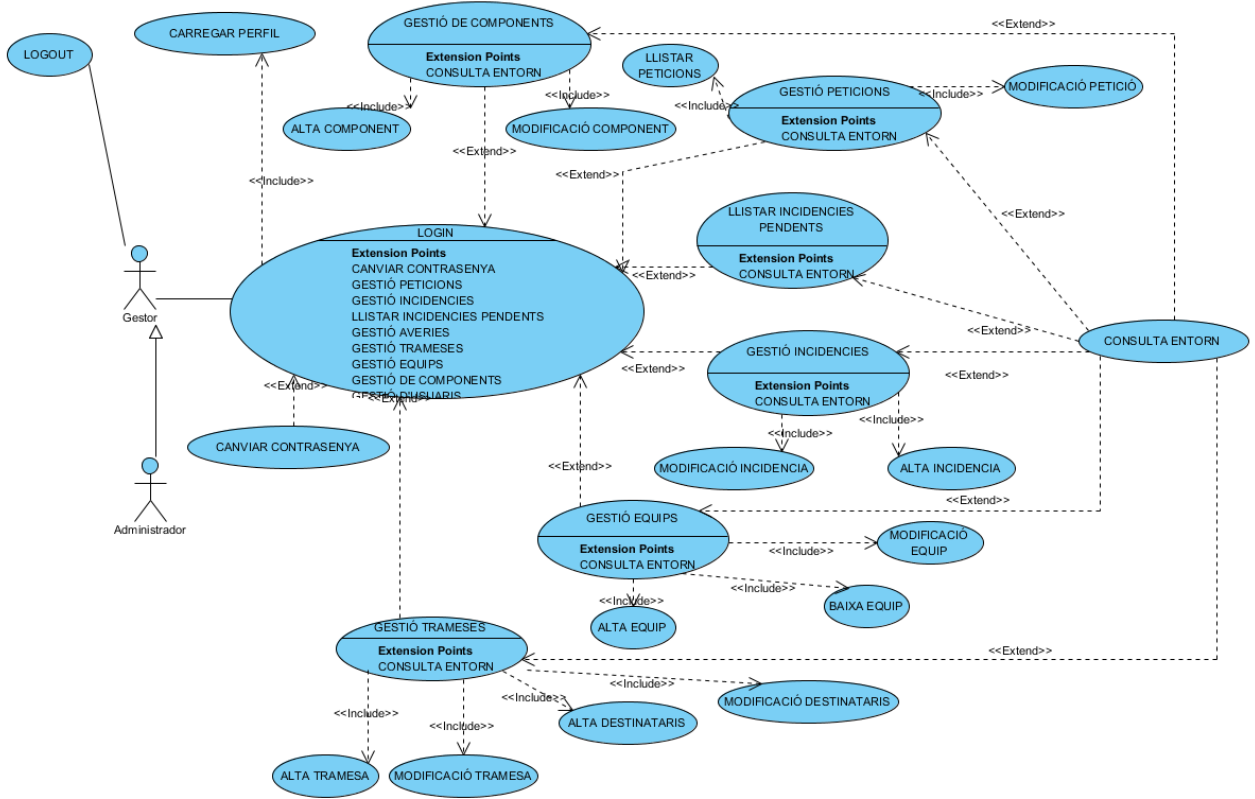 GESTIÓ DE COMPONENTS
Extension Points
CONSULTA ENTORN
<<Extend>>
CARREGAR PERFIL
LOGOUT
LLISTAR
PETICIONS
GESTIÓ PETICIONS
Extension Points
CONSULTA ENTORN
<<Include>>
<<Include>>
MODIFICACIÓ PETICIÓ
<<Include>>
<<Include>>
ALTA COMPONENT
MODIFICACIÓ COMPONENT
<<Extend>>
<<Extend>>
<<Include>>
LLISTAR INCIDENCIES
PENDENTS
Extension Points
CONSULTA ENTORN
<<Extend>>
<<Extend>>
LOGIN
Extension Points
CANVIAR CONTRASENYA
GESTIÓ PETICIONS
GESTIÓ INCIDENCIES
LLISTAR INCIDENCIES PENDENTS
GESTIÓ AVERIES
GESTIÓ TRAMESES
GESTIÓ EQUIPS
GESTIÓ DE COMPONENTS
GESTIÓ D'USUARIS
Gestor
<<Extend>>
CONSULTA ENTORN
GESTIÓ INCIDENCIES
Extension Points
CONSULTA ENTORN
<<Extend>>
<<Extend>>
<<Extend>>
<<Extend>>
CANVIAR CONTRASENYA
<<Include>>
<<Include>>
MODIFICACIÓ INCIDENCIA
ALTA INCIDENCIA
<<Extend>>
<<Extend>>
Administrador
GESTIÓ EQUIPS
Extension Points
CONSULTA ENTORN
<<Include>>
MODIFICACIÓ
EQUIP
<<Include>>
<<Include>>
BAIXA EQUIP
ALTA EQUIP
GESTIÓ TRAMESES
Extension Points
CONSULTA ENTORN
<<Extend>>
<<Include>>
<<Include>>
<<Include>>
<<Include>>
MODIFICACIÓ DESTINATARIS
ALTA DESTINATARIS
ALTA TRAMESA
MODIFICACIÓ TRAMESA